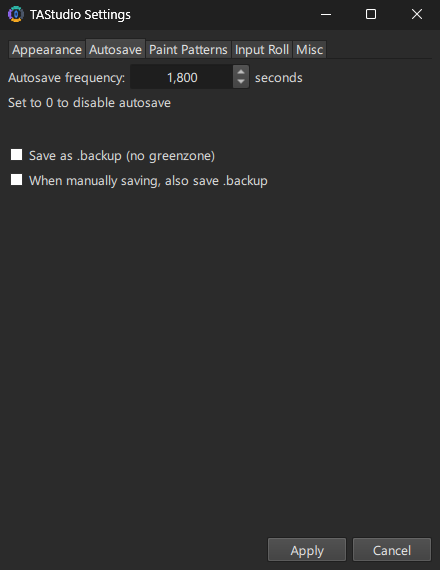 TAStudio Settings
Appearance Autosave Paint Patterns Input Roll Misc
Autosave frequency: 1,800 seconds
Set to 0 to disable autosave
Save as .backup (no greenzone)
When manually saving, also save .backup
Apply Cancel